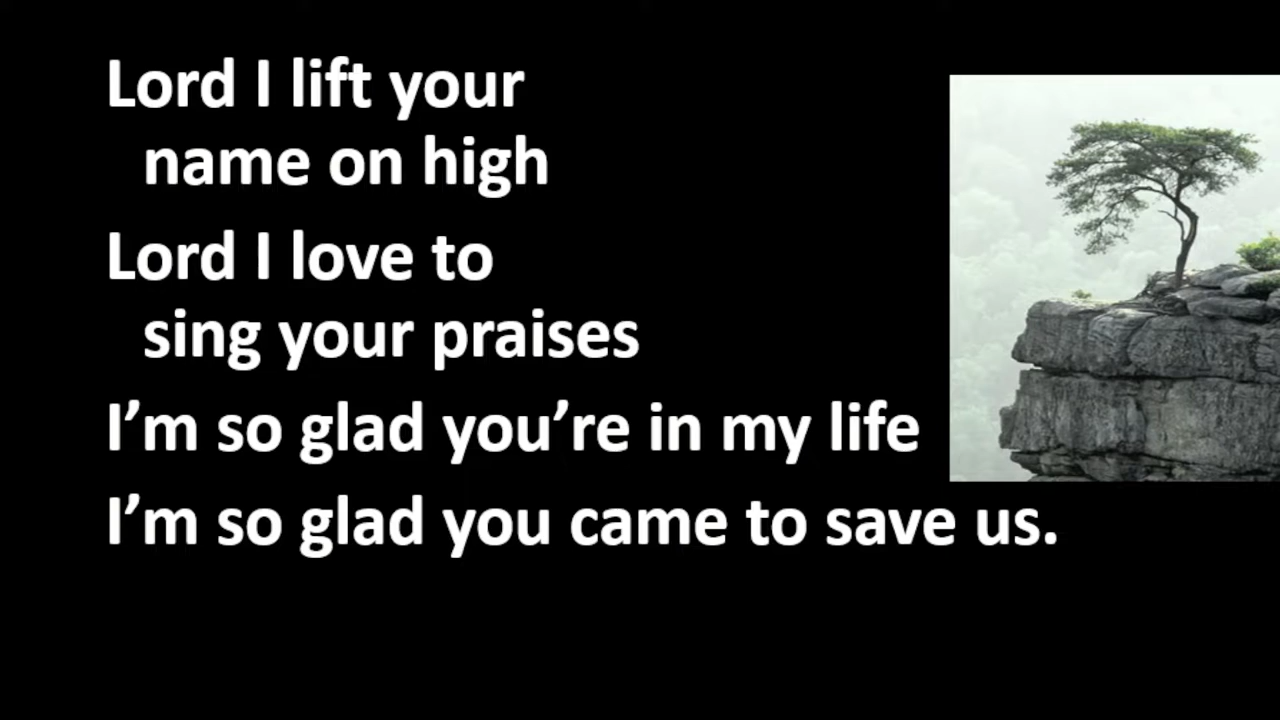 Lord I lift your
name on high
Lord I love to
sing your praises
I’m so glad you’re in my life
I’m so glad you came to save us.